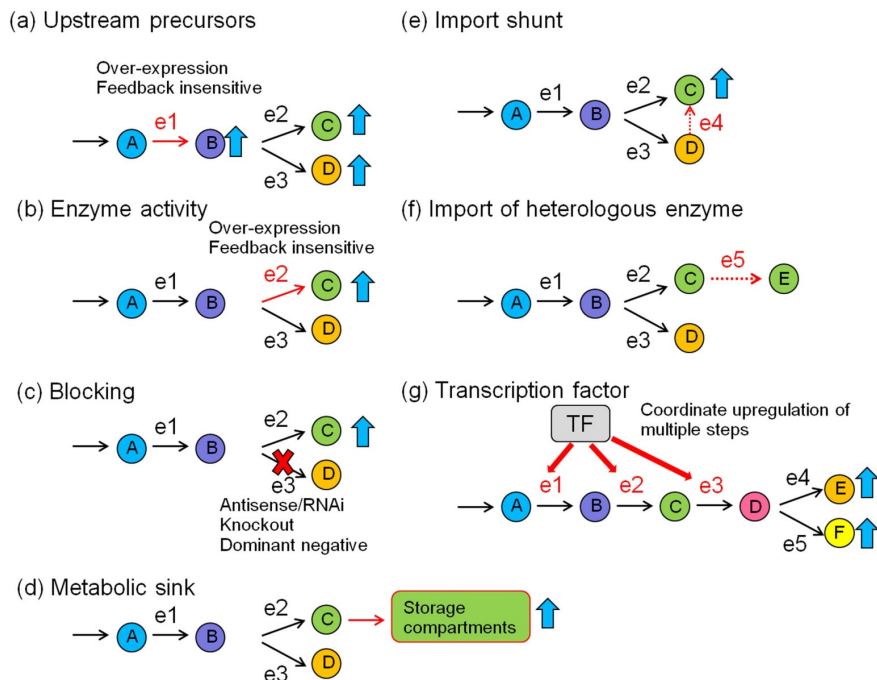 (a) Upstream precursors
Over-expression
Feedback insensitive
A
e1
B
e2
C
e3
D
(b) Enzyme activity
Over-expression
Feedback insensitive
A
e1
B
e2
C
e3
D
(c) Blocking
A
e1
B
e2
C
e3
D
Antisense/RNAi
Knockout
Dominant negative
(d) Metabolic sink
A
e1
B
e2
C
e3
D
Storage
compartments
(e) Import shunt
A
e1
B
e2
C
e4
e3
D
(f) Import of heterologous enzyme
A
e1
B
e2
C
e5
E
e3
D
(g) Transcription factor
TF
Coordinate upregulation of
multiple steps
A
e1
B
e2
C
e3
D
e4
E
e5
F